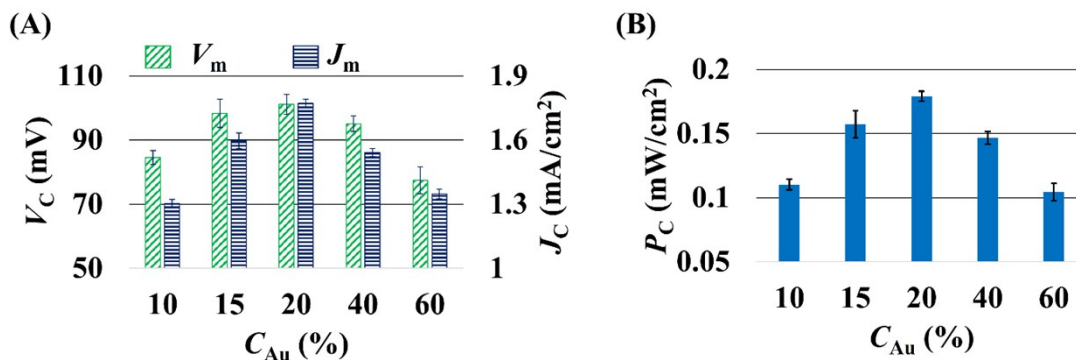 (A)
V_m J_m
110 1.9
90 1.6
70 1.3
50 1
V_C (mV)
J_C (mA/cm²)
10 15 20 40 60
C_Au (%)
(B)
0.2
0.15
0.1
0.05
P_C (mW/cm²)
10 15 20 40 60
C_Au (%)